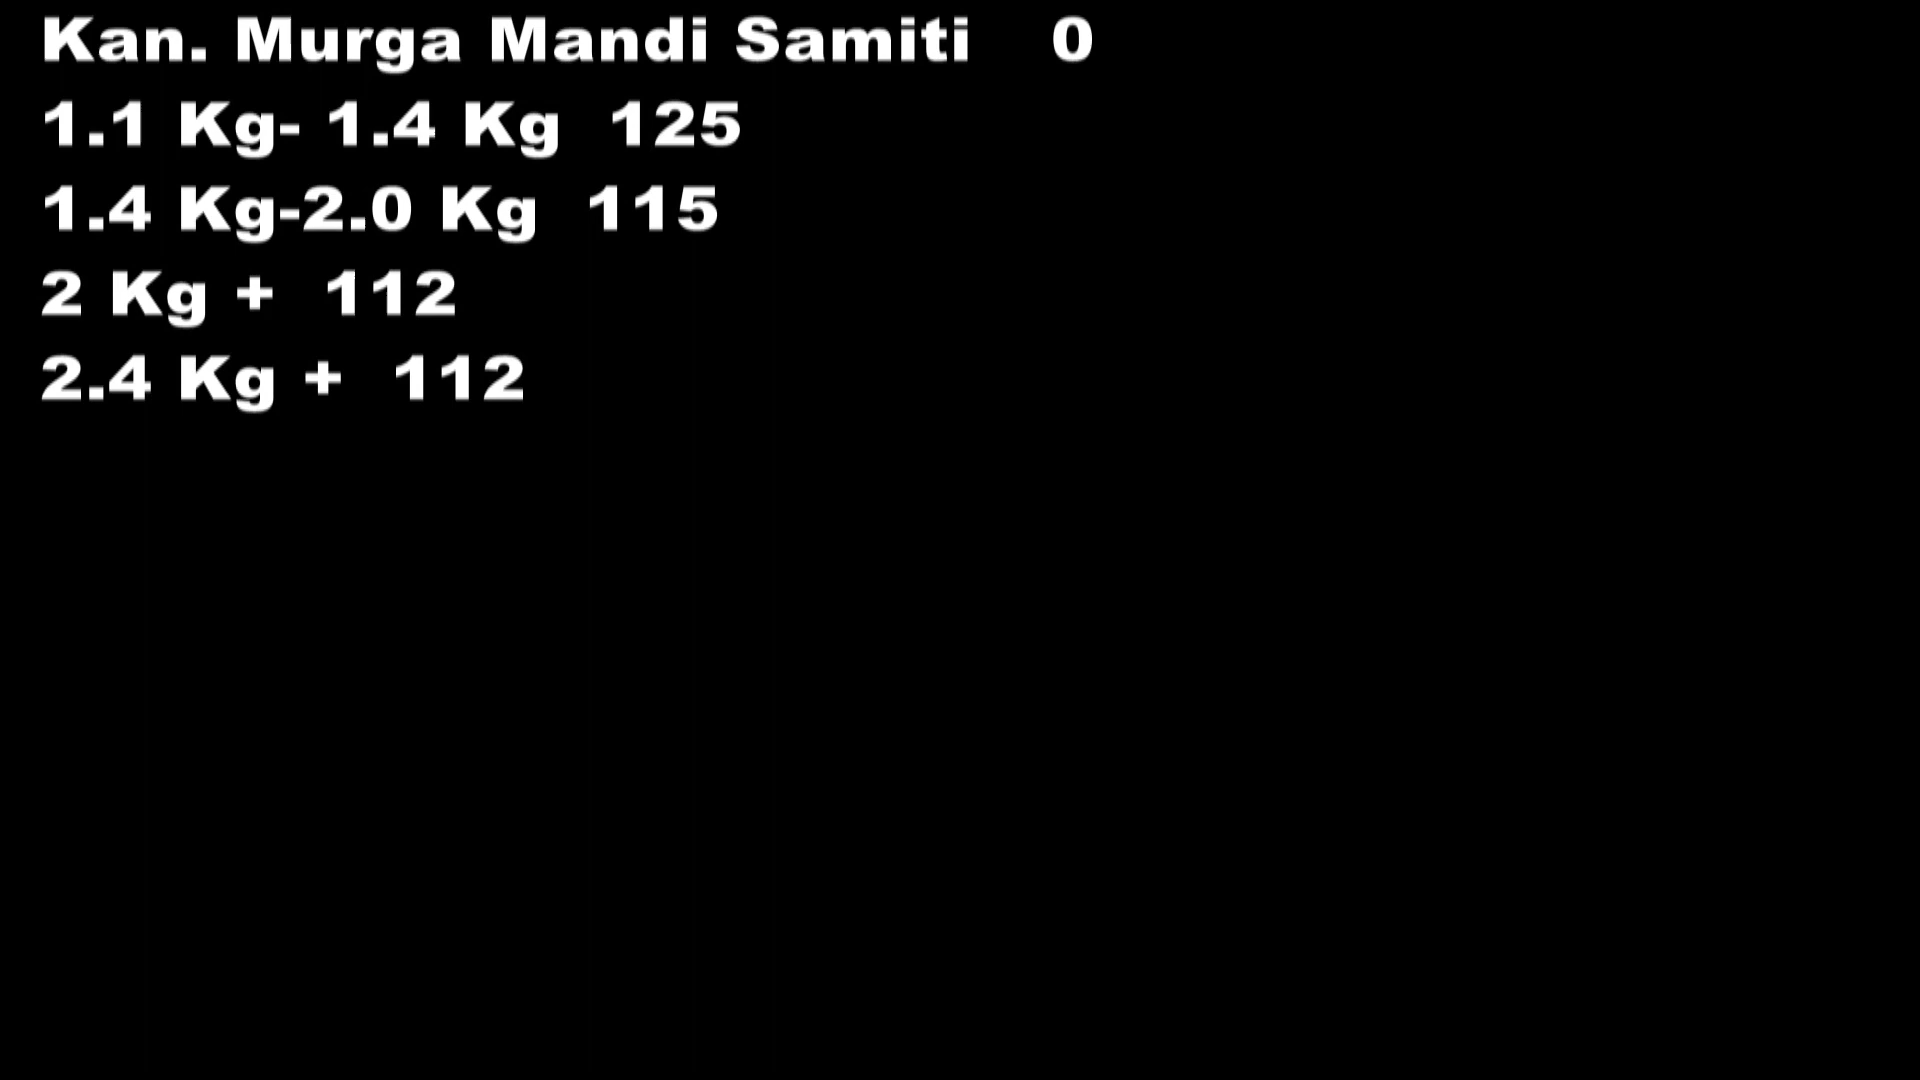 Kan. Murga Mandi Samiti 0
1.1 Kg- 1.4 Kg 125
1.4 Kg-2.0 Kg 115
2 Kg + 112
2.4 Kg + 112